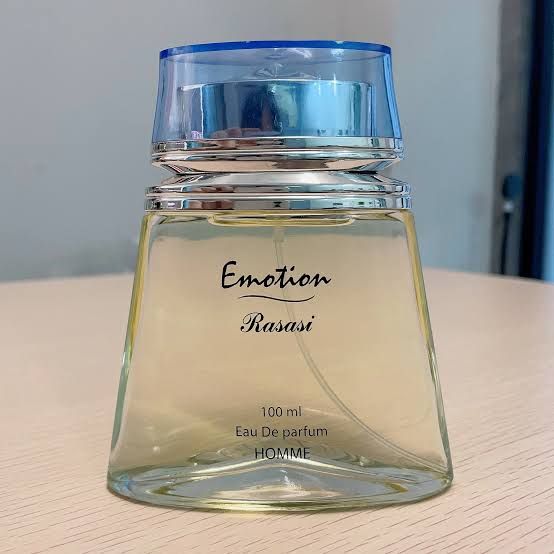 Emotion
Rasasi
100 ml
Eau De parfum
HOMME